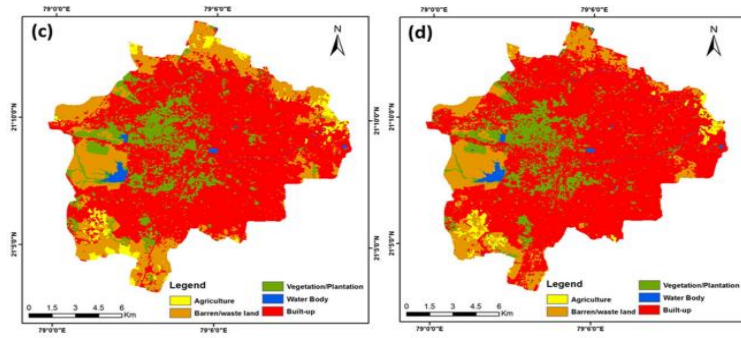 79°0'0"E
79°6'0"E
(c)
N
21°10'0"N
21°5'0"N
Legend
Agriculture
Barren/waste land
Vegetation/Plantation
Water Body
Built-up
0 1.5 3 4.5 6
Km
79°0'0"E
79°6'0"E
79°0'0"E
79°6'0"E
(d)
N
21°10'0"N
21°5'0"N
Legend
Agriculture
Barren/waste land
Vegetation/Plantation
Water Body
Built-up
0 1.5 3 4.5 6
Km
79°0'0"E
79°6'0"E